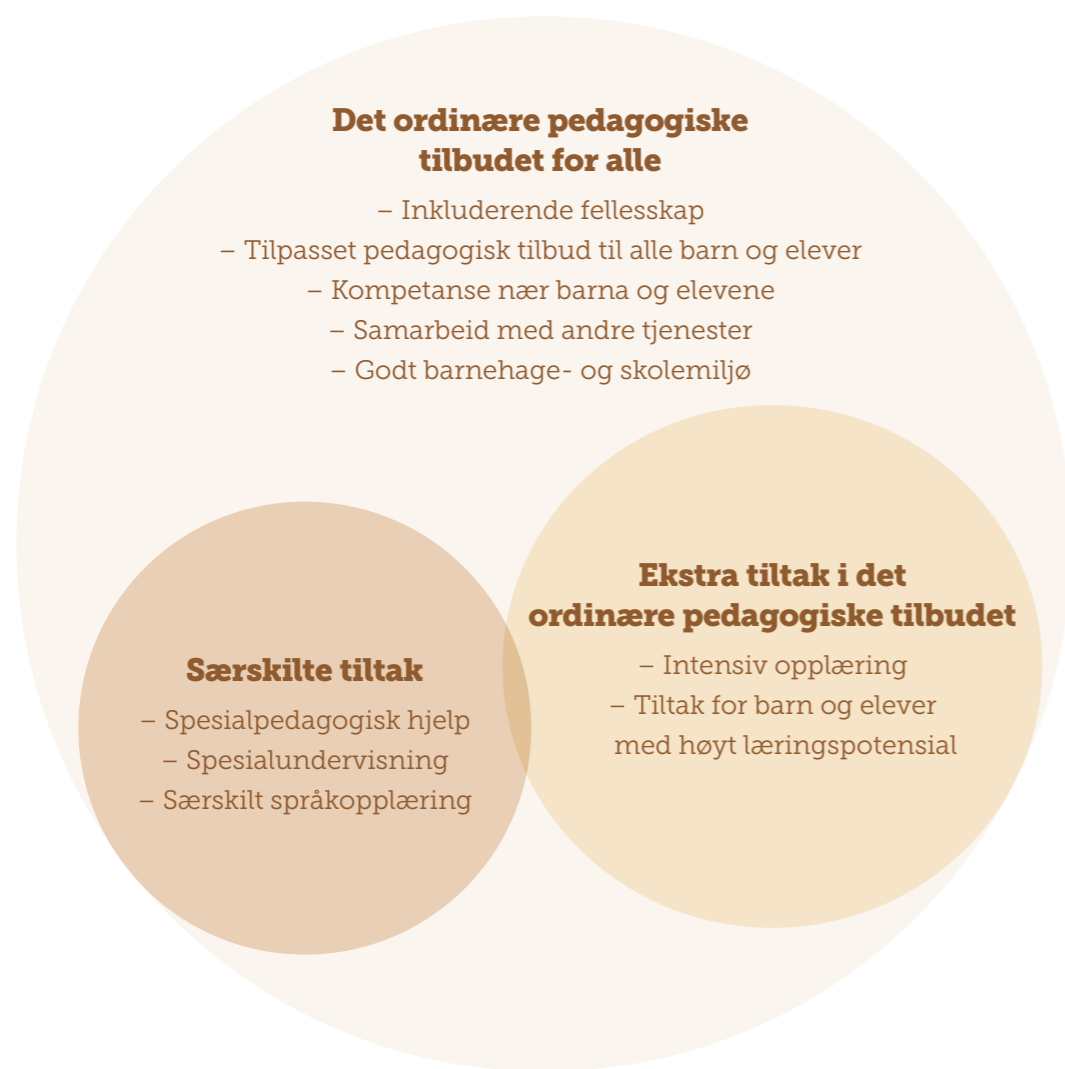 Det ordinære pedagogiske
tilbudet for alle
– Inkluderende fellesskap
– Tilpasset pedagogisk tilbud til alle barn og elever
– Kompetanse nær barna og elevene
– Samarbeid med andre tjenester
– Godt barnehage- og skolemiljø
Særskilte tiltak
– Spesialpedagogisk hjelp
– Spesialundervisning
– Særskilt språkopplæring
Ekstra tiltak i det
ordinære pedagogiske tilbudet
– Intensiv opplæring
– Tiltak for barn og elever
med høyt læringspotensial